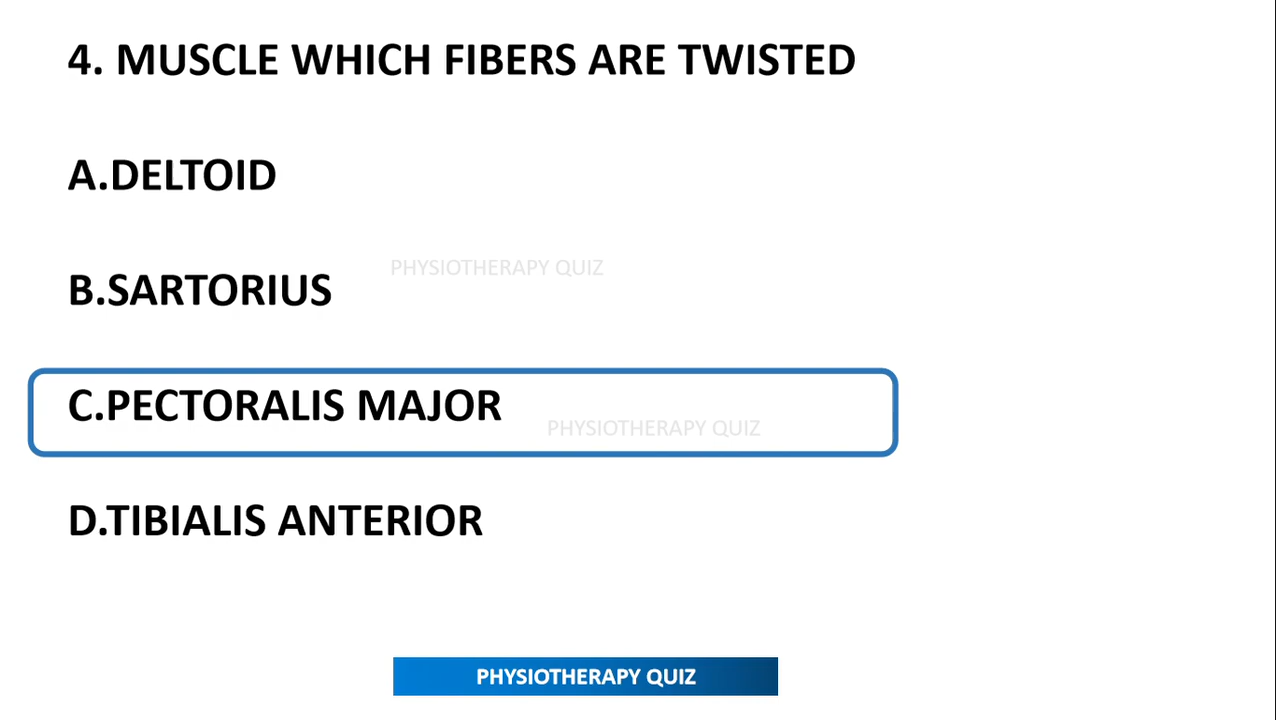 4. MUSCLE WHICH FIBERS ARE TWISTED
A.DELTOID
PHYSIOTHERAPY QUIZ
B.SARTORIUS
C.PECTORALIS MAJOR
PHYSIOTHERAPY QUIZ
D.TIBIALIS ANTERIOR
PHYSIOTHERAPY QUIZ